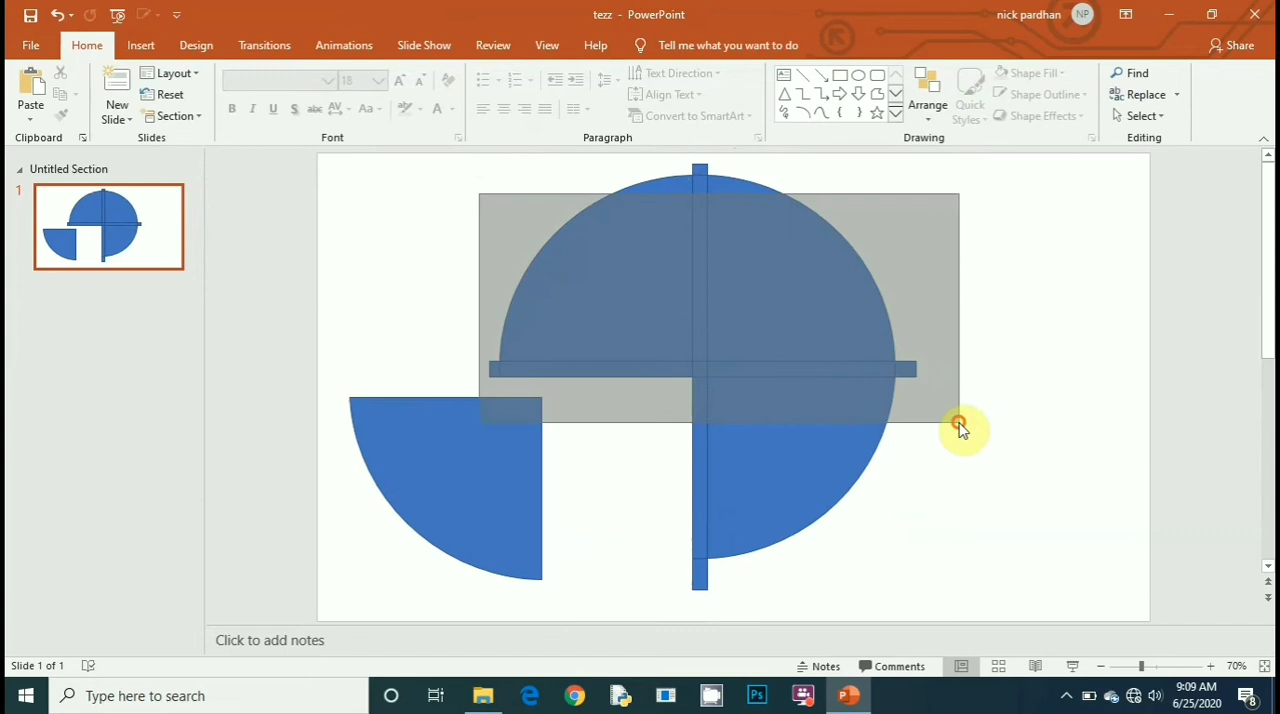 tezz - PowerPoint
nick pardhan
NP
File Home Insert Design Transitions Animations Slide Show Review View Help Tell me what you want to do Share
Paste
Clipboard
New Slide
Layout
Reset
Section
Slides
18
B I U S abc AV Aa A
Font
Text Direction
Align Text
Convert to SmartArt
Paragraph
Arrange
Quick Styles
Shape Fill
Shape Outline
Shape Effects
Drawing
Find
Replace
Select
Editing
Untitled Section
1
Click to add notes
Slide 1 of 1
Notes
Comments
70%
Type here to search
Ps
9:09 AM
6/25/2020
8